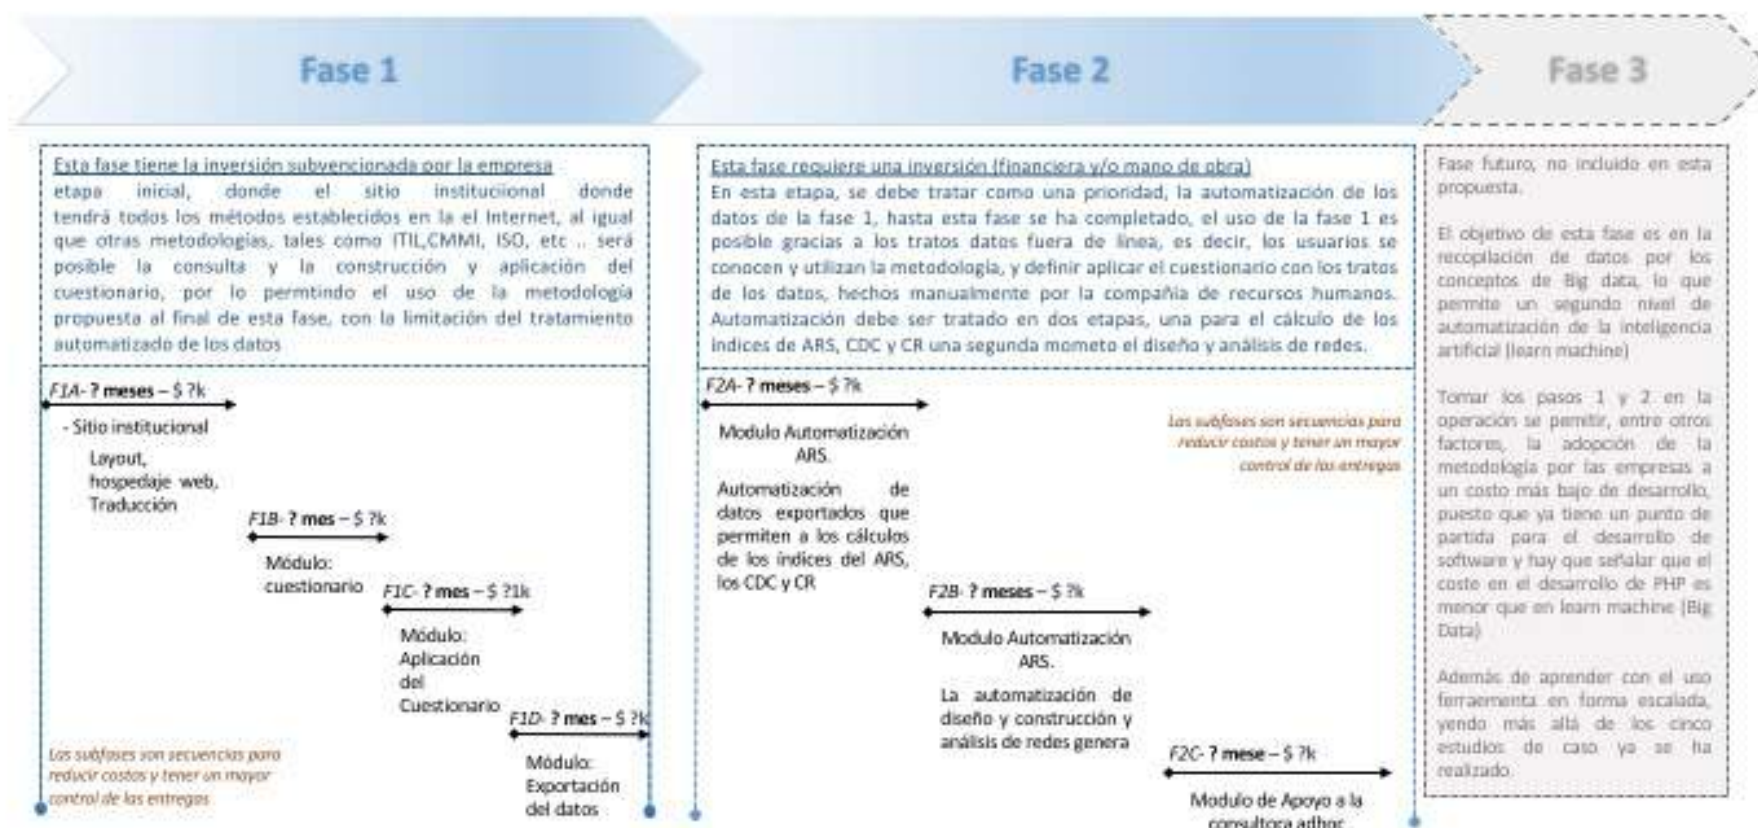 Fase 1
Esta fase tiene la inversión subvencionada por la empresa
etapa inicial, donde el sitio instituciional donde
tendrá todos los métodos establecidos en la el Internet, al igual
que otras metodologías, tales como ITIL,CMMI, ISO, etc .. será
posible la consulta y la construcción y aplicación del
cuestionario, por lo permtindo el uso de la metodología
propuesta al final de esta fase, con la limitación del tratamiento
automatizado de los datos
F1A- ? meses – $ ?k
- Sitio institucional
Layout,
hospedaje web,
Traducción
F1B- ? mes – $ ?k
Módulo:
cuestionario
F1C- ? mes – $ ?1k
Módulo:
Aplicación
del
Cuestionario
F1D- ? mes – $ ?k
Módulo:
Exportación
del datos
Las subfases son secuencias para
reducir costos y tener un mayor
control de las entregas
Fase 2
Esta fase requiere una inversión (financiera y/o mano de obra)
En esta etapa, se debe tratar como una prioridad, la automatización de los
datos de la fase 1, hasta esta fase se ha completado, el uso de la fase 1 es
posible gracias a los tratos datos fuera de línea, es decir, los usuarios se
conocen y utilizan la metodología, y definir aplicar el cuestionario con los tratos
de los datos, hechos manualmente por la compañía de recursos humanos.
Automatización debe ser tratado en dos etapas, una para el cálculo de los
índices de ARS, CDC y CR una segunda mometo el diseño y análisis de redes.
F2A- ? meses – $ ?k
Modulo Automatización
ARS.
Automatización de
datos exportados que
permiten a los cálculos
de los índices del ARS,
los CDC y CR
Las subfases son secuencias para
reducir costos y tener un mayor
control de las entregas
F2B- ? meses – $ ?k
Modulo Automatización
ARS.
La automatización de
diseño y construcción y
análisis de redes genera
F2C- ? mese – $ ?k
Modulo de Apoyo a la
consultora adhoc
Fase 3
Fase futuro, no incluido en esta
propuesta.
El objetivo de esta fase es en la
recopilación de datos por los
conceptos de Big data, lo que
permite un segundo nivel de
automatización de la inteligencia
artificial (learn machine)
Tomar los pasos 1 y 2 en la
operación se permitir, entre otros
factores, la adopción de la
metodología por las empresas a
un costo más bajo de desarrollo,
puesto que ya tiene un punto de
partida para el desarrollo de
software y hay que señalar que el
coste en el desarrollo de PHP es
menor que en learn machine (Big
Data)
Además de aprender con el uso
ferraementa en forma escalada,
yendo más allá de los cinco
estudios de caso ya se ha
realizado.